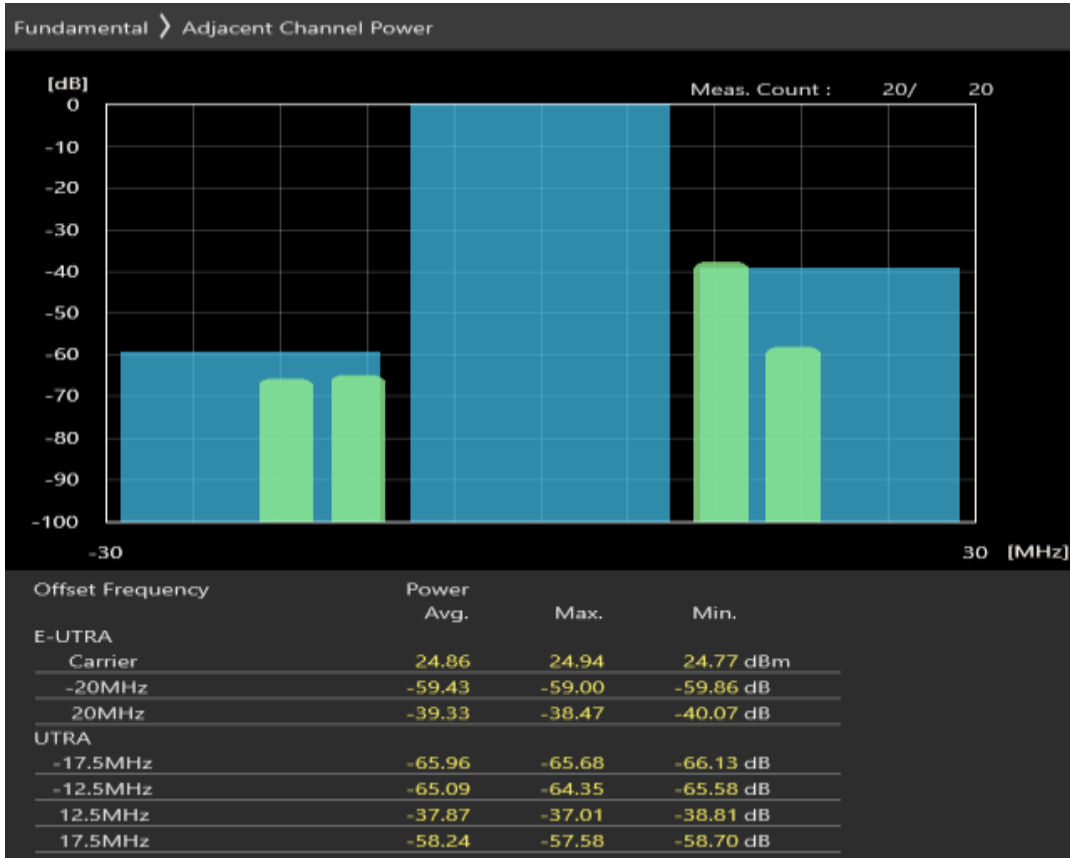 Fundamental ❯ Adjacent Channel Power
[dB]
Meas. Count : 20/ 20
0
-10
-20
-30
-40
-50
-60
-70
-80
-90
-100
-30 30 [MHz]
Offset Frequency Power
Avg. Max. Min.
E-UTRA
Carrier 24.86 24.94 24.77 dBm
-20MHz -59.43 -59.00 -59.86 dB
20MHz -39.33 -38.47 -40.07 dB
UTRA
-17.5MHz -65.96 -65.68 -66.13 dB
-12.5MHz -65.09 -64.35 -65.58 dB
12.5MHz -37.87 -37.01 -38.81 dB
17.5MHz -58.24 -57.58 -58.70 dB